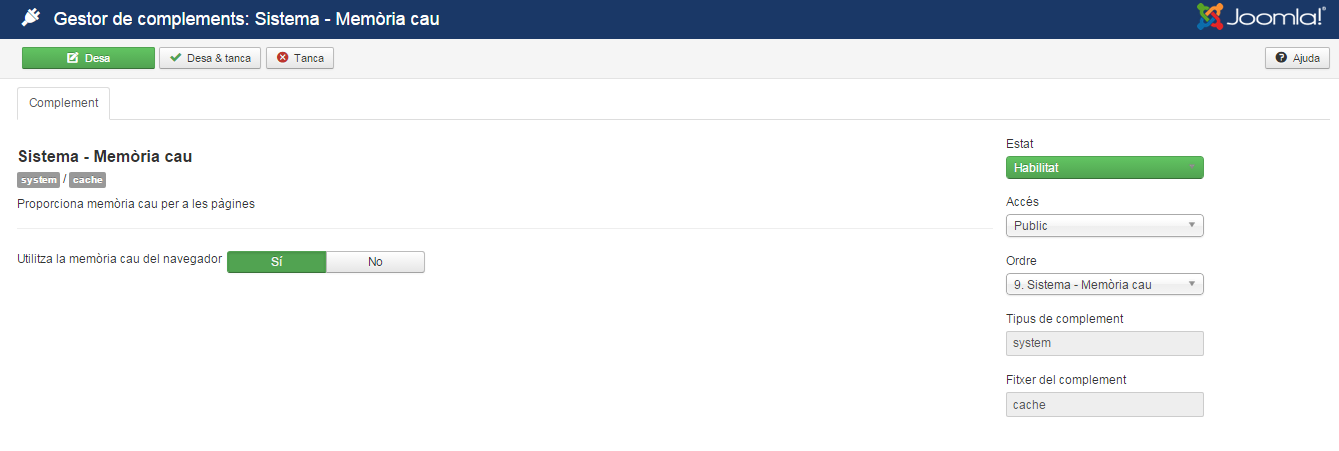 Gestor de complements: Sistema - Memòria cau
Joomla!®
Desa
Desa & tanca
Tanca
Ajuda
Complement
Sistema - Memòria cau
system / cache
Proporciona memòria cau per a les pàgines
Utilitza la memòria cau del navegador
Sí
No
Estat
Habilitat
Accés
Public
Ordre
9. Sistema - Memòria cau
Tipus de complement
system
Fitxer del complement
cache